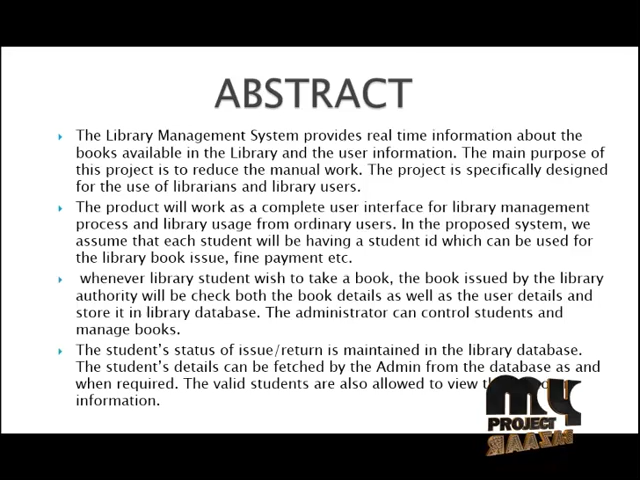 ABSTRACT
The Library Management System provides real time information about the
books available in the Library and the user information. The main purpose of
this project is to reduce the manual work. The project is specifically designed
for the use of librarians and library users.
The product will work as a complete user interface for library management
process and library usage from ordinary users. In the proposed system, we
assume that each student will be having a student id which can be used for
the library book issue, fine payment etc.
whenever library student wish to take a book, the book issued by the library
authority will be check both the book details as well as the user details and
store it in library database. The administrator can control students and
manage books.
The student's status of issue/return is maintained in the library database.
The student's details can be fetched by the Admin from the database as and
when required. The valid students are also allowed to view
information.
my
PROJECT
BAZAAR